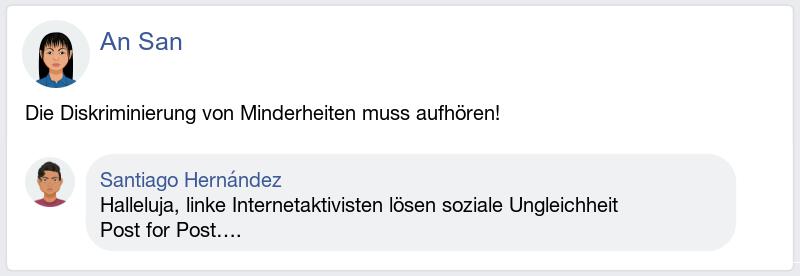 An San
Die Diskriminierung von Minderheiten muss aufhören!
Santiago Hernández
Halleluja, linke Internetaktivisten lösen soziale Ungleichheit
Post for Post....